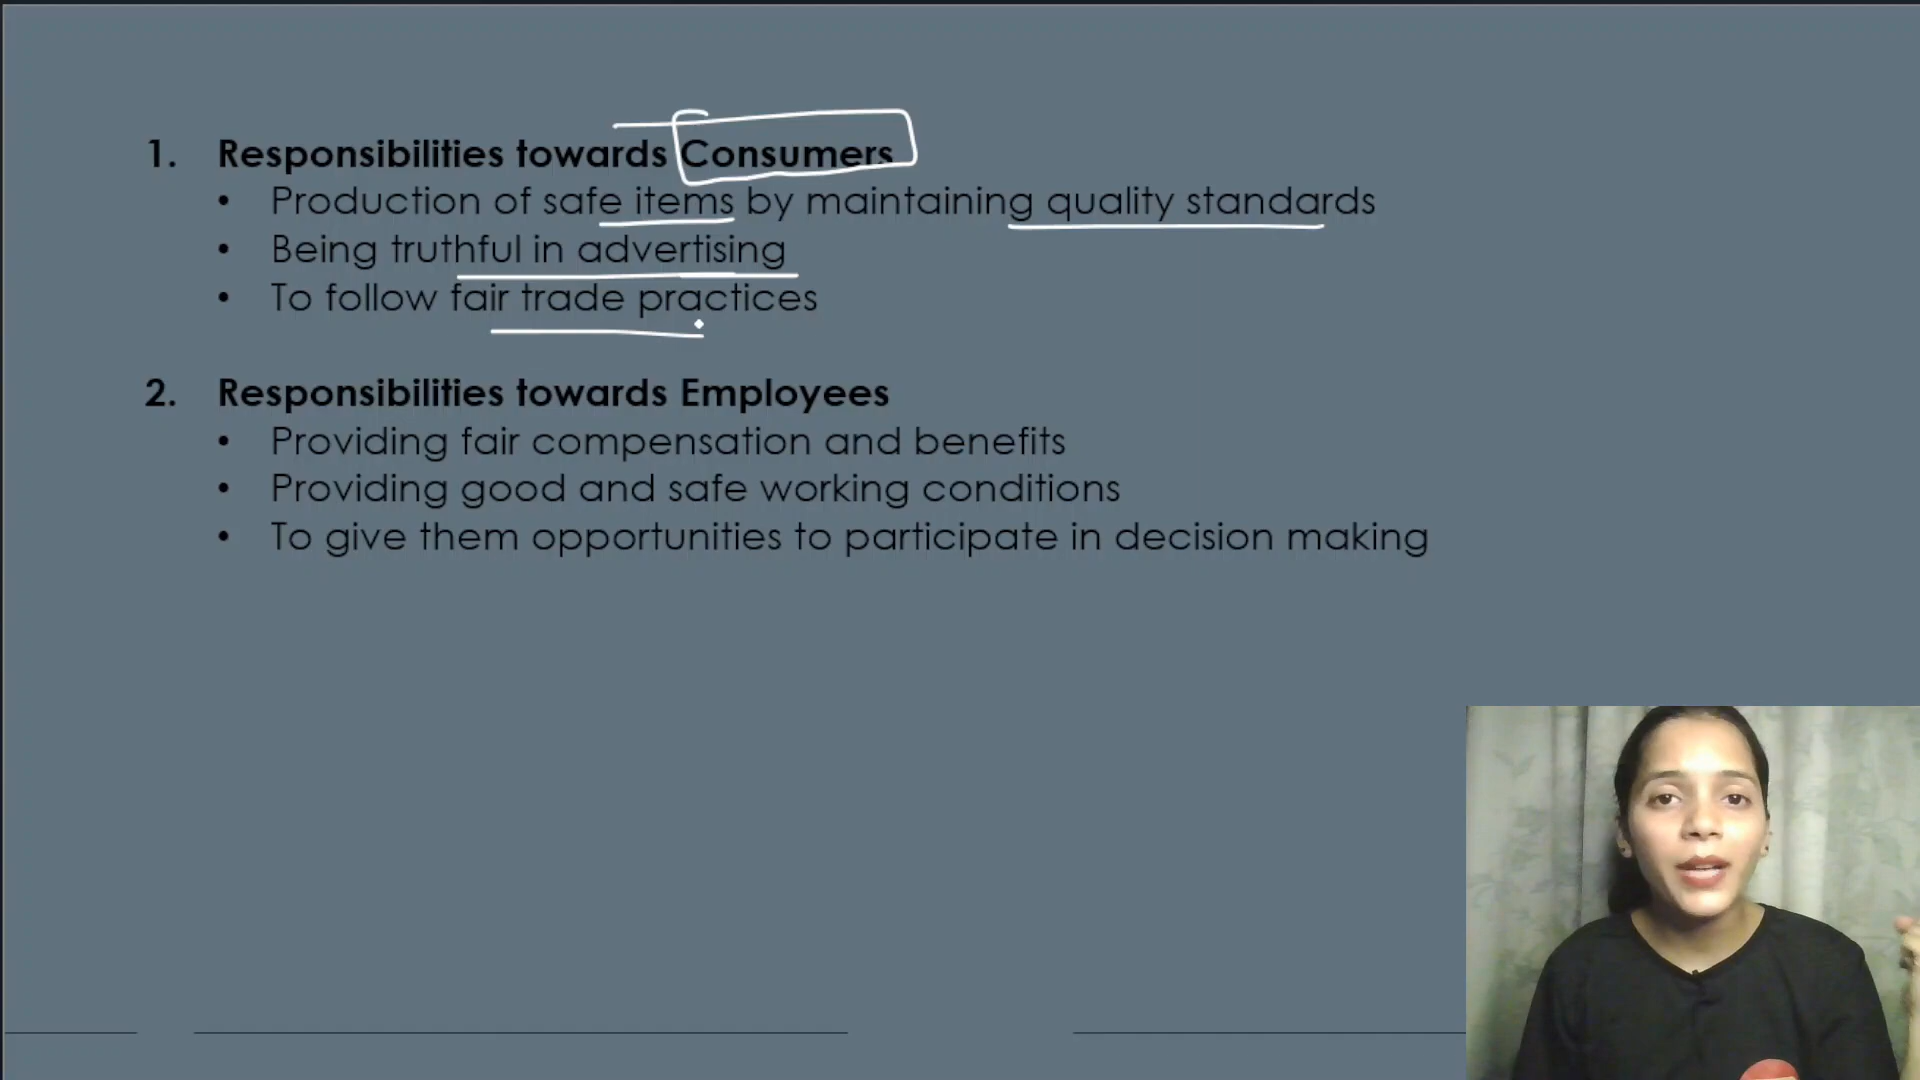 1. Responsibilities towards Consumers
• Production of safe items by maintaining quality standards
• Being truthful in advertising
• To follow fair trade practices
2. Responsibilities towards Employees
• Providing fair compensation and benefits
• Providing good and safe working conditions
• To give them opportunities to participate in decision making